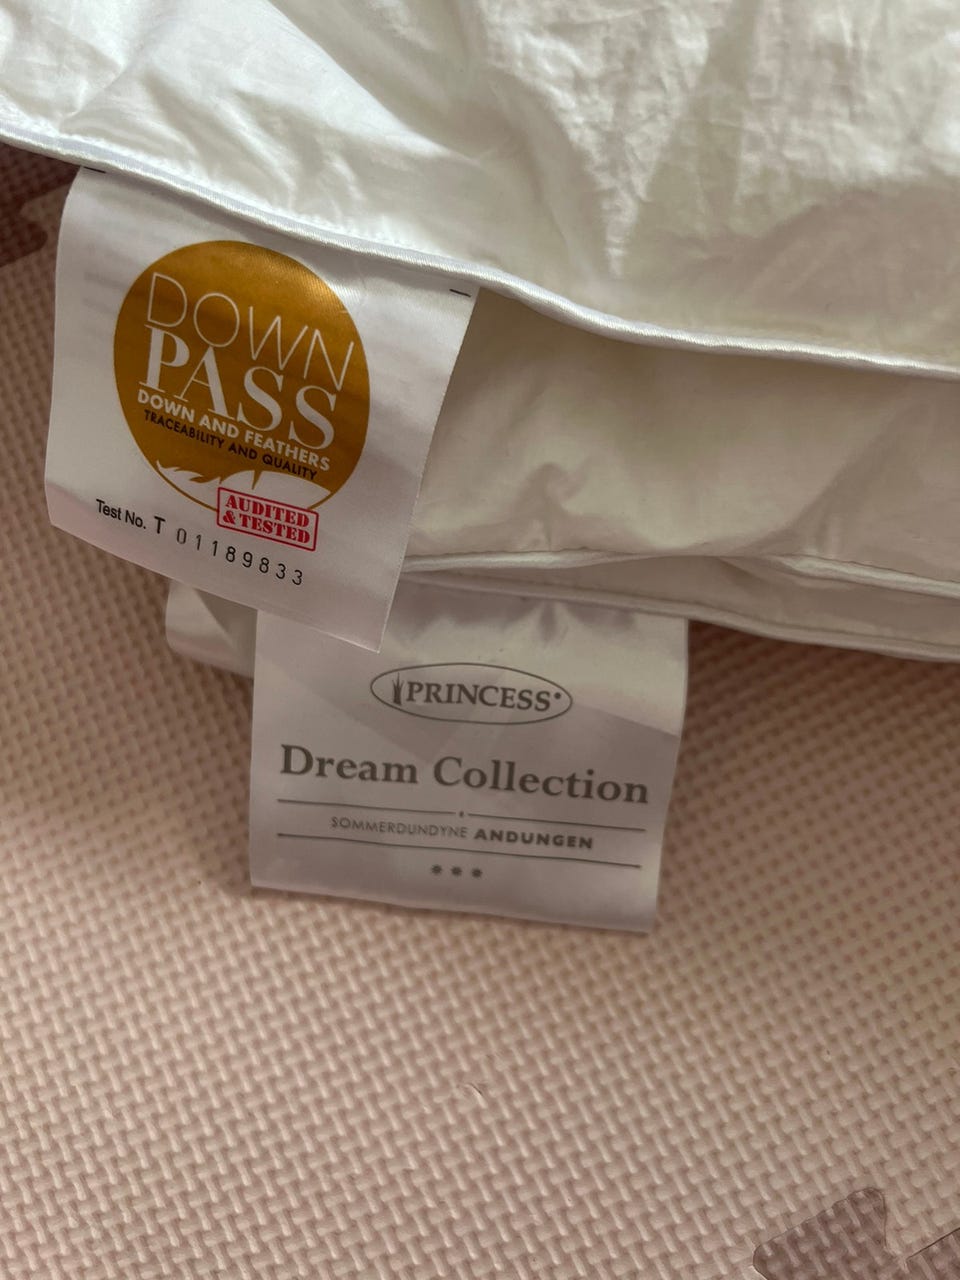 DOWN
PASS
DOWN AND FEATHERS
TRACEABILITY AND QUALITY
AUDITED
& TESTED
Test No. T 01189833
PRINCESS
Dream Collection
SOMMERDUNDYNE ANDUNGEN
***